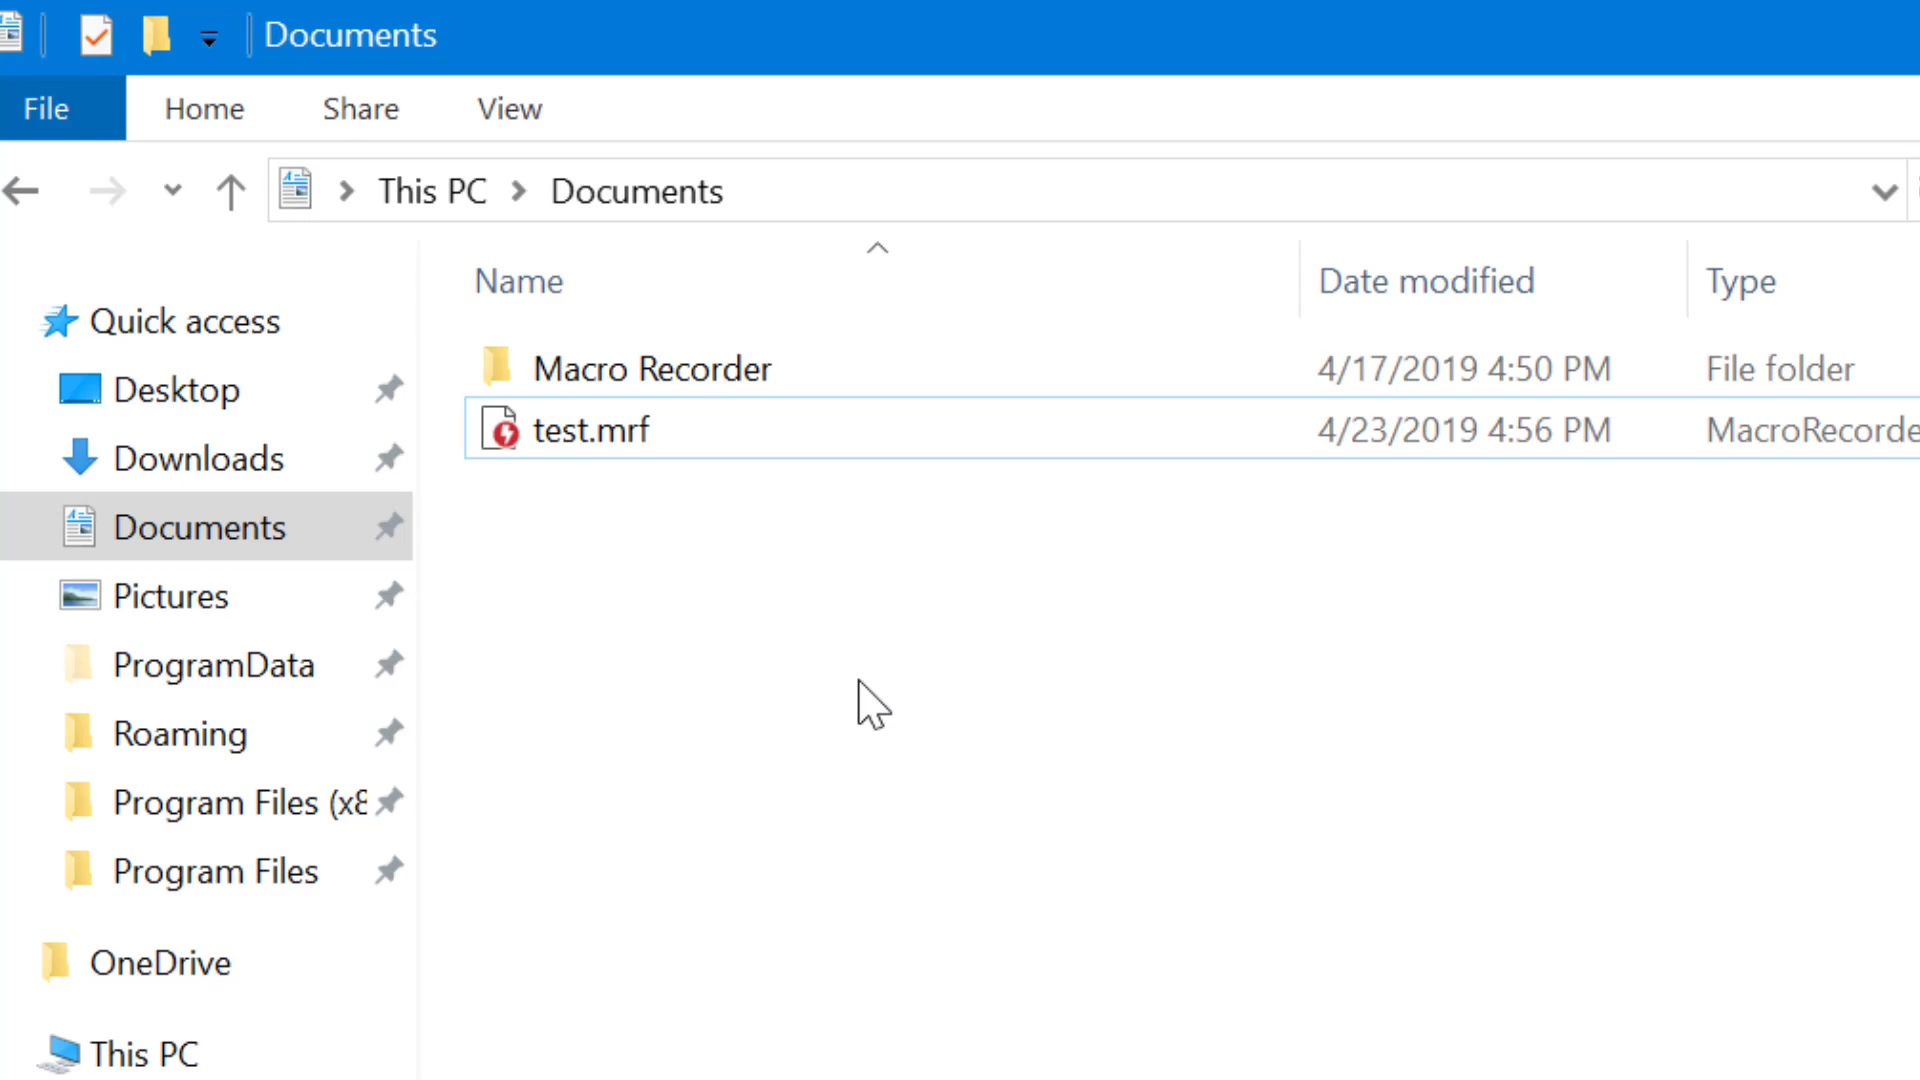 Documents
File Home Share View
This PC Documents
Name Date modified Type
Quick access
Desktop
Downloads
Documents
Pictures
ProgramData
Roaming
Program Files (x8
Program Files
OneDrive
This PC
Macro Recorder 4/17/2019 4:50 PM File folder
test.mrf 4/23/2019 4:56 PM MacroRecorde